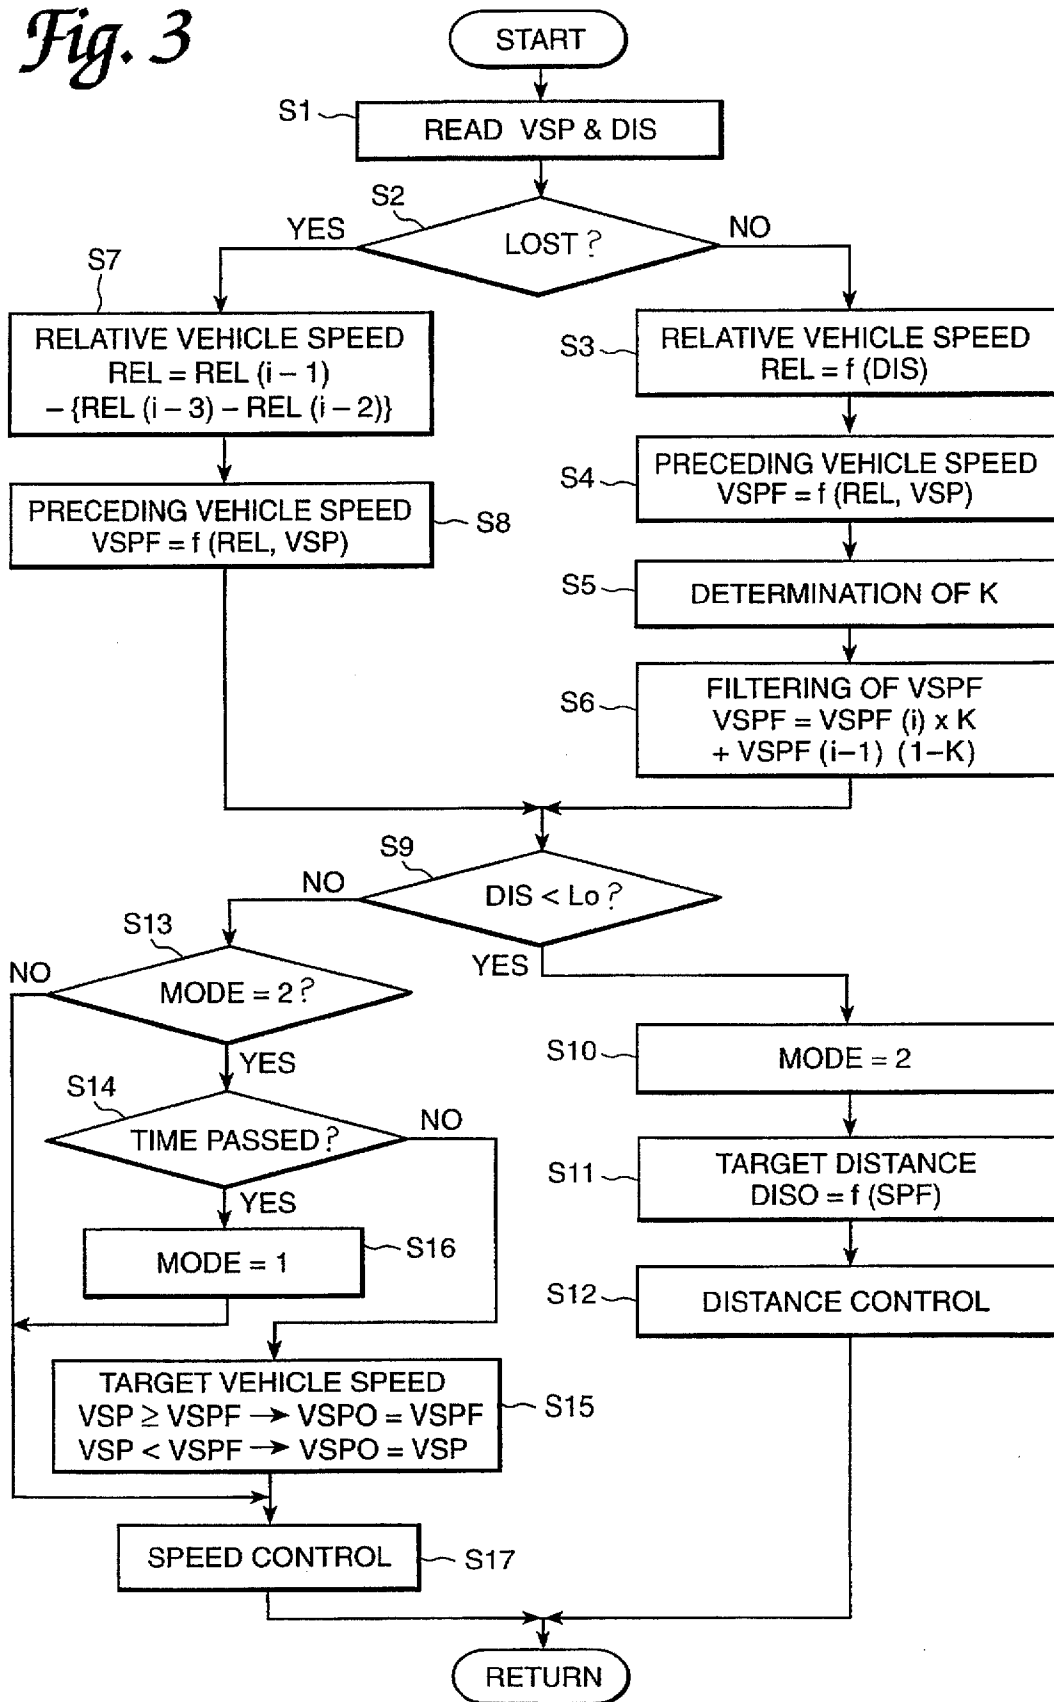 Fig. 3
START
S1
READ VSP & DIS
S2
YES
LOST ?
NO
S7
RELATIVE VEHICLE SPEED
REL = REL (i – 1)
– {REL (i – 3) – REL (i – 2)}
S3
RELATIVE VEHICLE SPEED
REL = f (DIS)
S4
PRECEDING VEHICLE SPEED
VSPF = f (REL, VSP)
PRECEDING VEHICLE SPEED
VSPF = f (REL, VSP)
S8
S5
DETERMINATION OF K
S6
FILTERING OF VSPF
VSPF = VSPF (i) x K
+ VSPF (i–1) (1–K)
S9
NO
DIS < Lo ?
YES
S13
NO
MODE = 2 ?
YES
S10
MODE = 2
S14
TIME PASSED ?
NO
YES
S11
TARGET DISTANCE
DISO = f (SPF)
MODE = 1
S16
S12
DISTANCE CONTROL
TARGET VEHICLE SPEED
VSP ≥ VSPF → VSPO = VSPF
VSP < VSPF → VSPO = VSP
S15
SPEED CONTROL
S17
RETURN